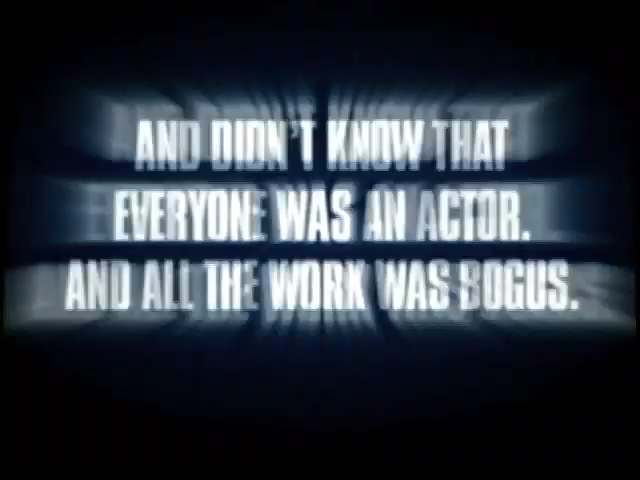 AND DIDN'T KNOW THAT
EVERYONE WAS AN ACTOR.
AND ALL THE WORK WAS BOGUS.